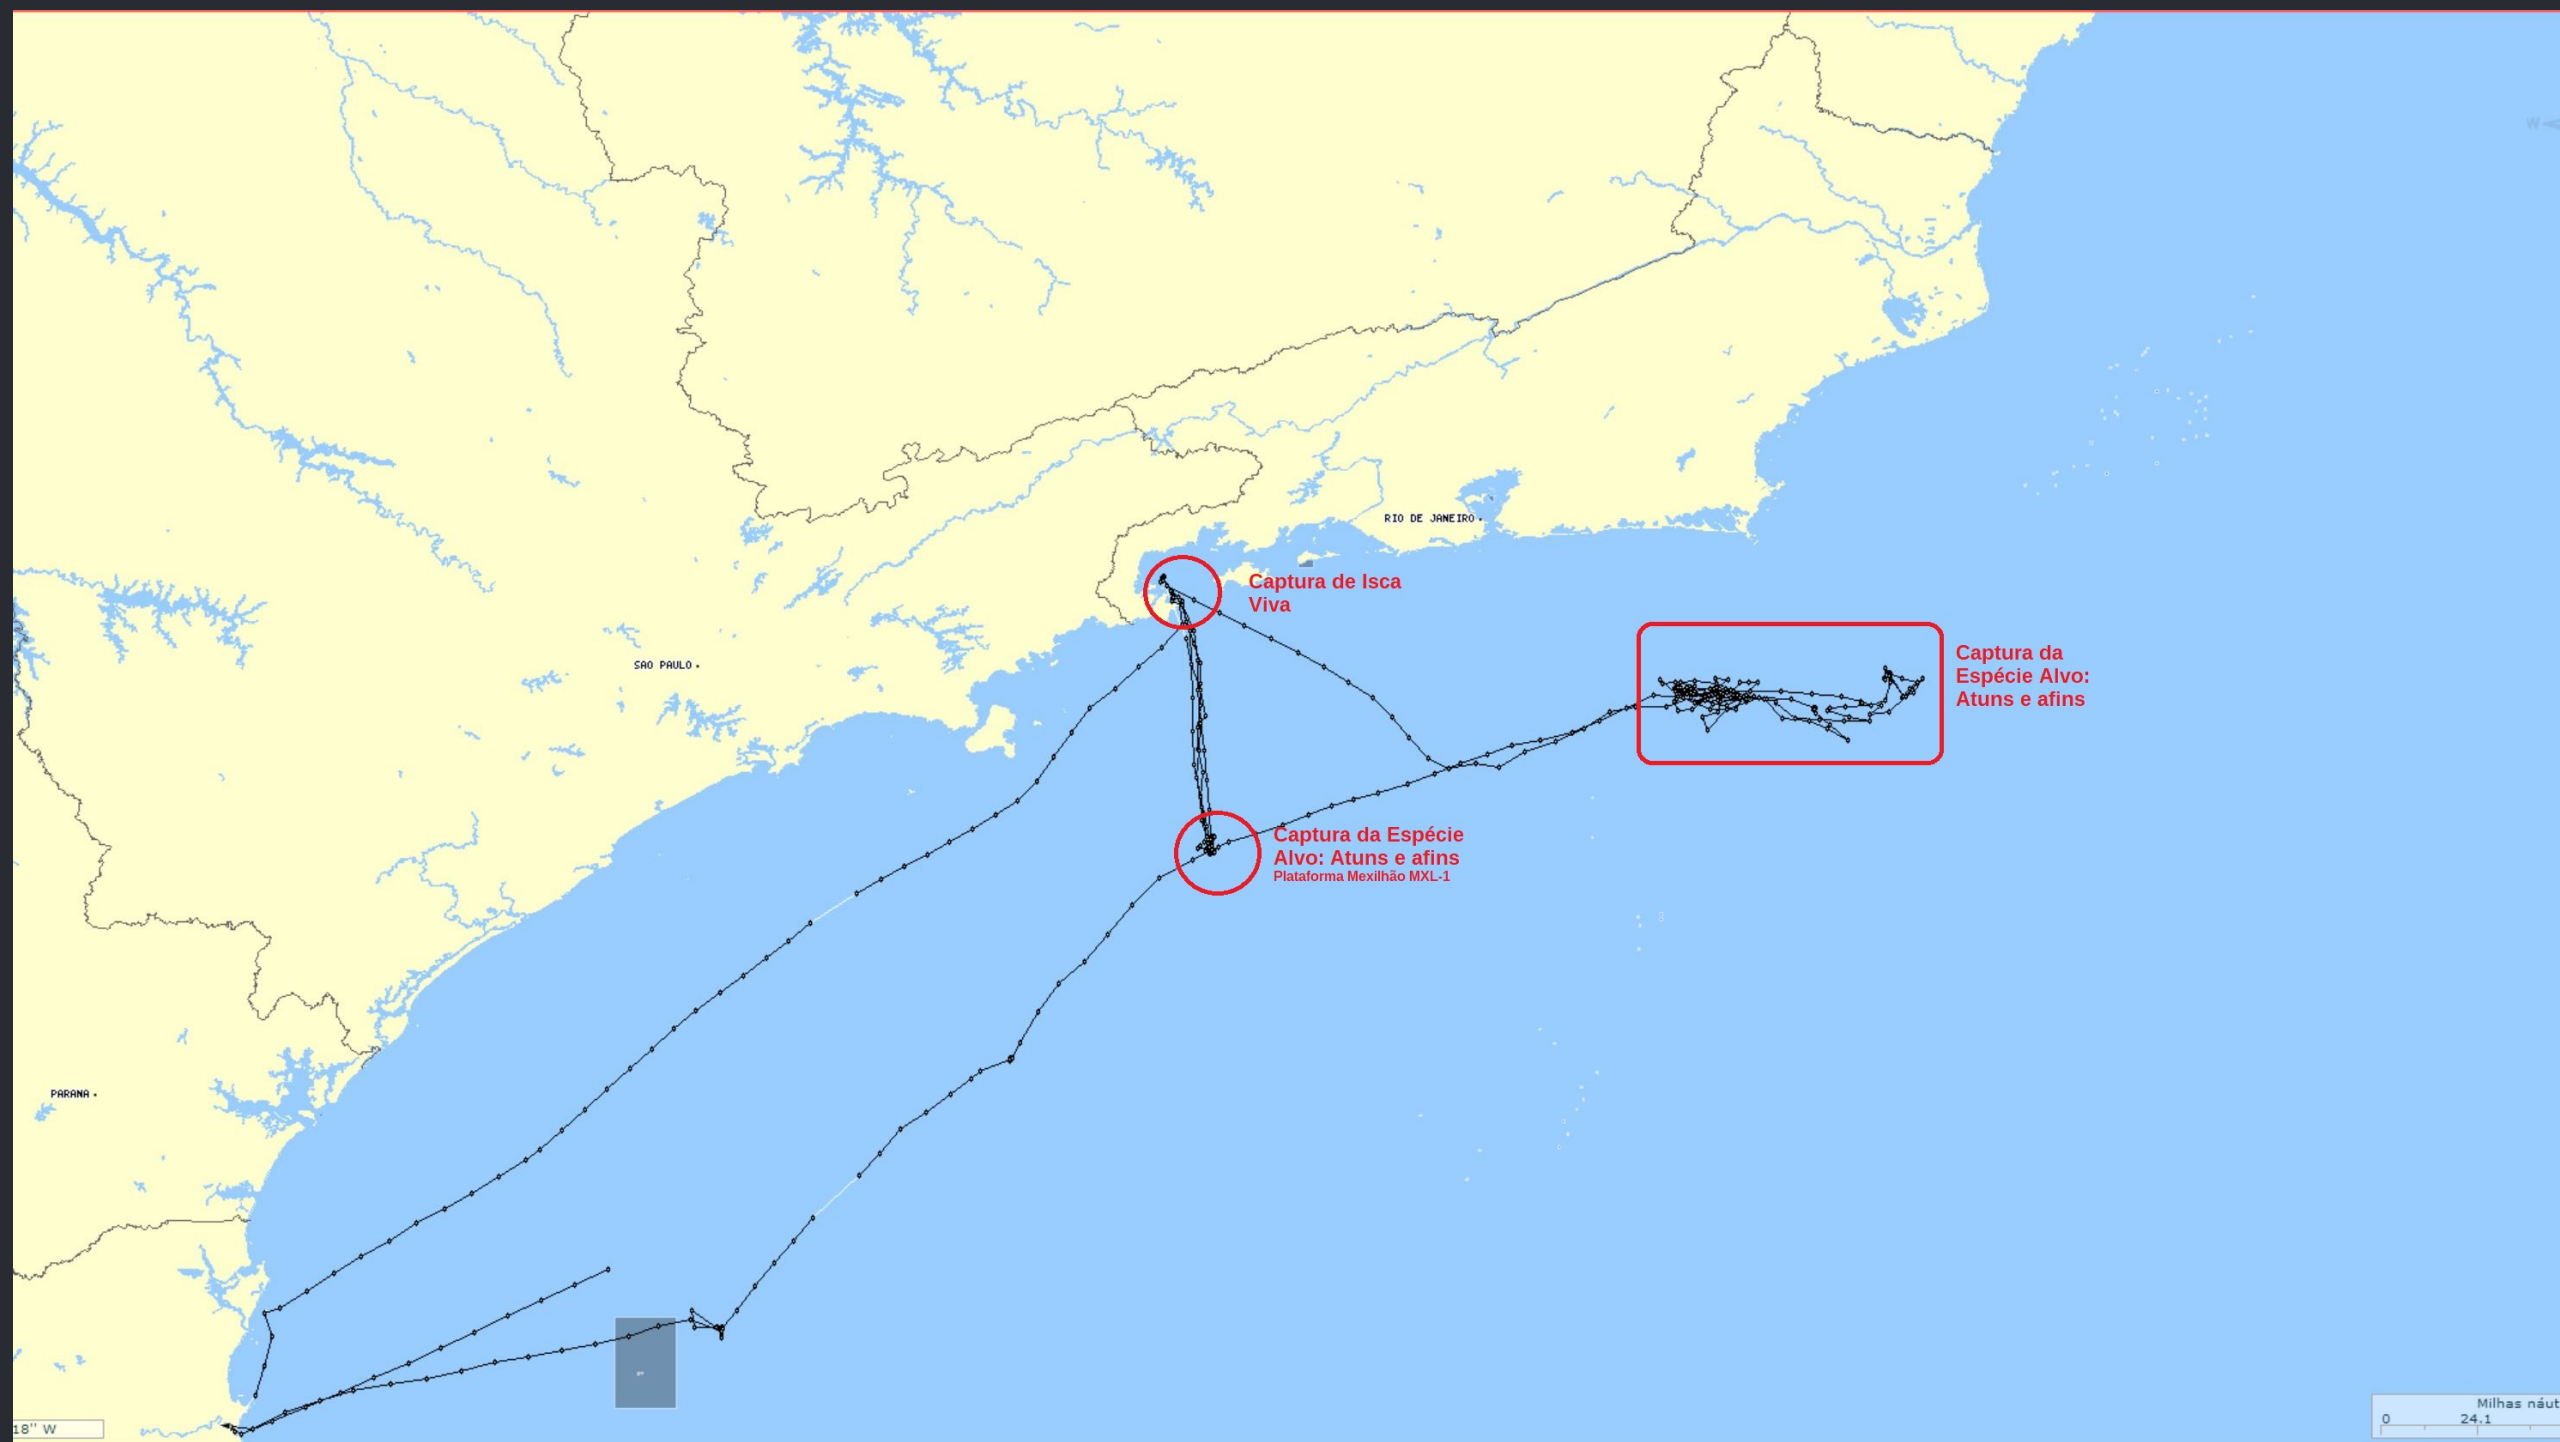 W
RIO DE JANEIRO
Captura de Isca
Viva
SAO PAULO
Captura da
Espécie Alvo:
Atuns e afins
Captura da Espécie
Alvo: Atuns e afins
Plataforma Mexilhão MXL-1
PARANA
18" W
Milhas náut
0
24.1